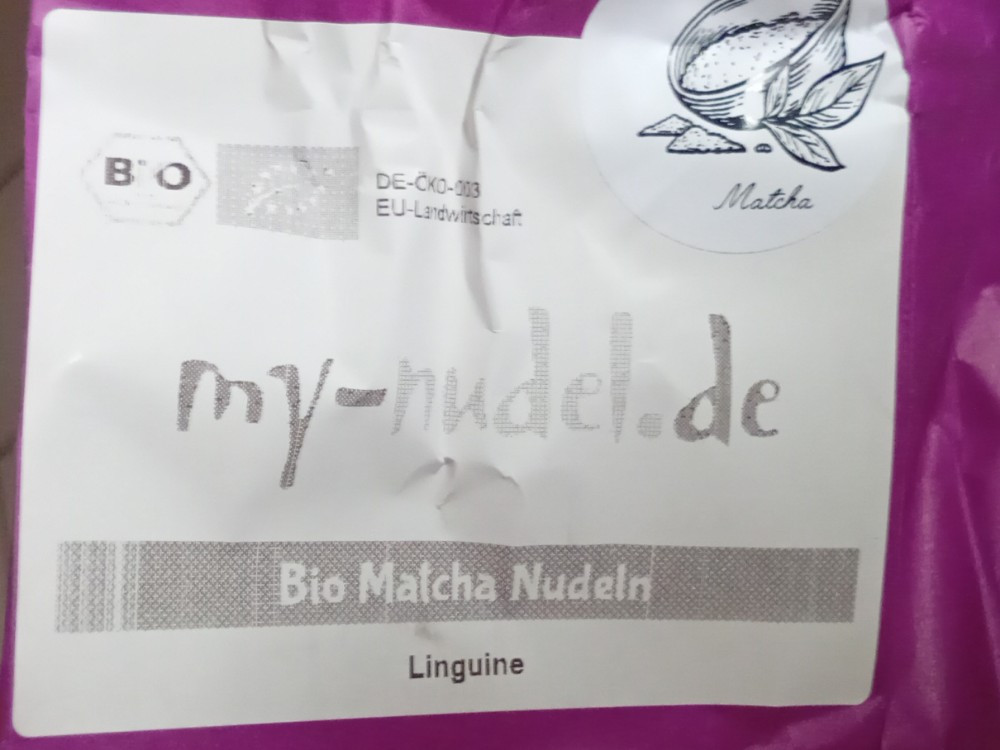 BIO
DE-ÖKO-003
EU-Landwirtschaft
Matcha
my-nudel.de
Bio Matcha Nudeln
Linguine